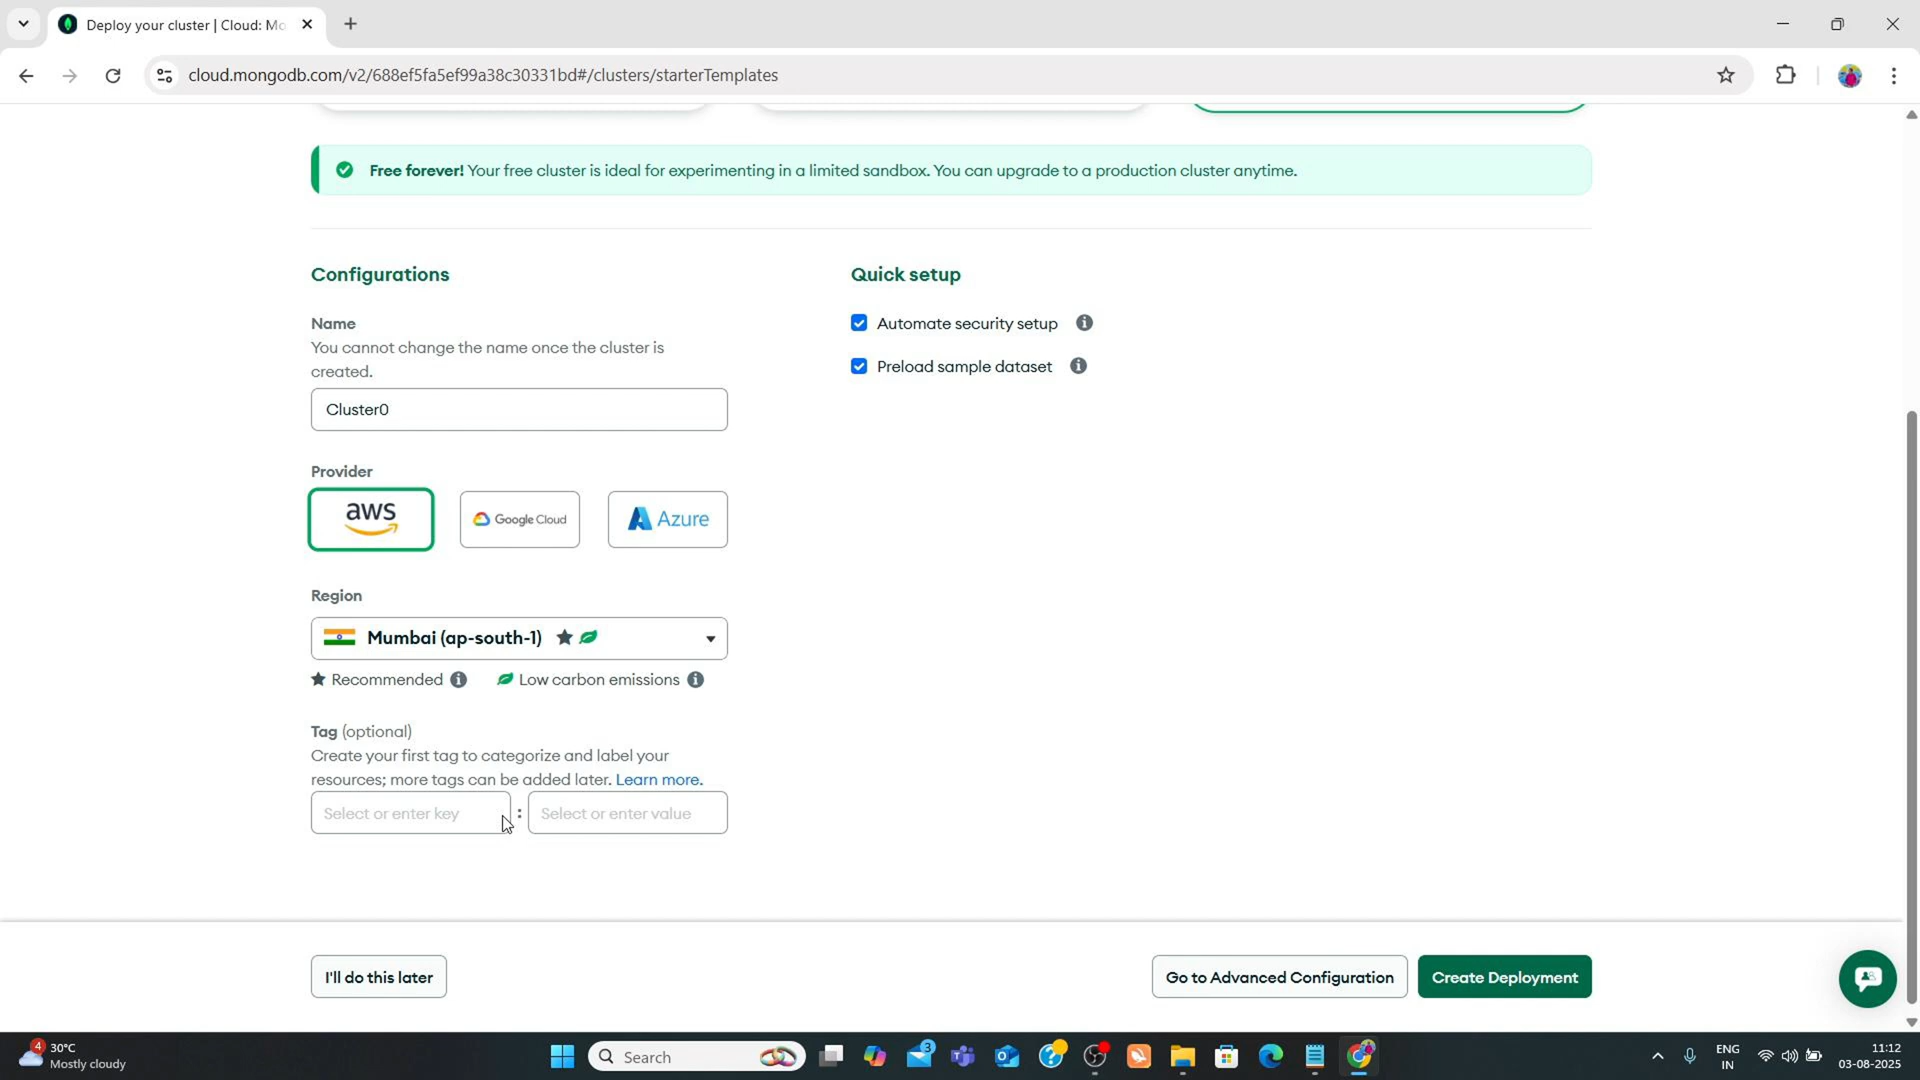 Deploy your cluster | Cloud: Mo
cloud.mongodb.com/v2/688ef5fa5ef99a38c30331bd#/clusters/starterTemplates
Free forever! Your free cluster is ideal for experimenting in a limited sandbox. You can upgrade to a production cluster anytime.
Configurations
Quick setup
Name
You cannot change the name once the cluster is
created.
Cluster0
Automate security setup
Preload sample dataset
Provider
aws
Google Cloud
Azure
Region
Mumbai (ap-south-1)
Recommended
Low carbon emissions
Tag (optional)
Create your first tag to categorize and label your
resources; more tags can be added later. Learn more.
Select or enter key : Select or enter value
I'll do this later
Go to Advanced Configuration
Create Deployment
4
30°C
Mostly cloudy
Search
3
ENG
IN
11:12
03-08-2025